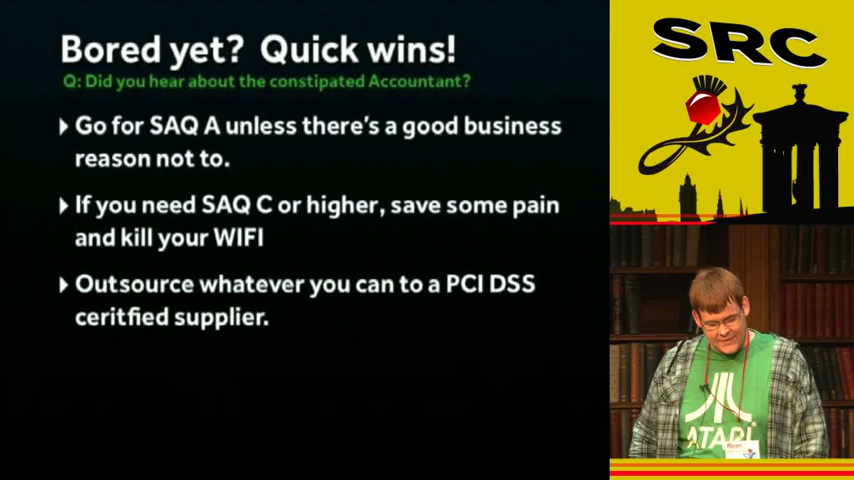 Bored yet? Quick wins!
Q: Did you hear about the constipated Accountant?
Go for SAQ A unless there's a good business
reason not to.
If you need SAQ C or higher, save some pain
and kill your WIFI
Outsource whatever you can to a PCI DSS
ceritfied supplier.
SRC
ATARI
Ryan